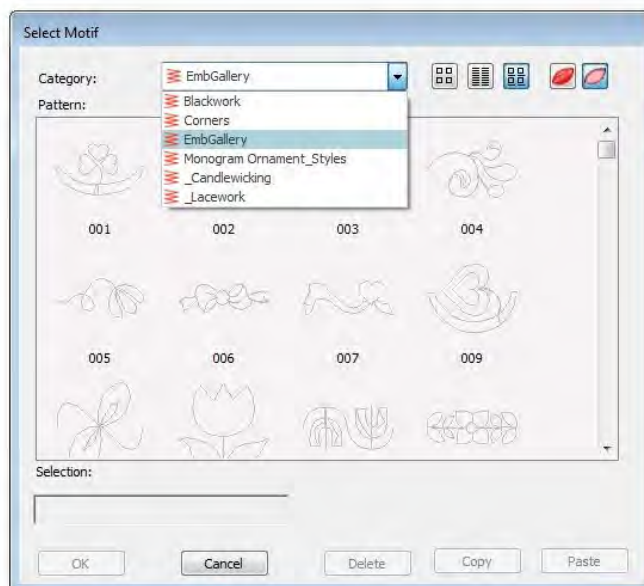 Select Motif
Category:
EmbGallery
Pattern:
Blackwork
Corners
EmbGallery
Monogram Ornament_Styles
_Candlewicking
_Lacework
001 002 003 004
005 006 007 009
Selection:
OK Cancel Delete Copy Paste